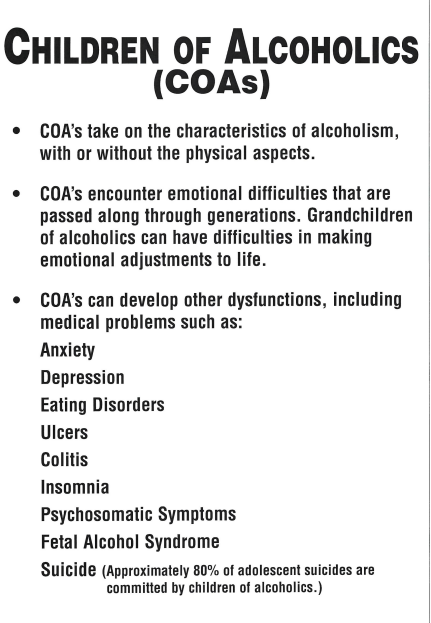 CHILDREN OF ALCOHOLICS
(COAs)
• COA's take on the characteristics of alcoholism,
with or without the physical aspects.
• COA's encounter emotional difficulties that are
passed along through generations. Grandchildren
of alcoholics can have difficulties in making
emotional adjustments to life.
• COA's can develop other dysfunctions, including
medical problems such as:
Anxiety
Depression
Eating Disorders
Ulcers
Colitis
Insomnia
Psychosomatic Symptoms
Fetal Alcohol Syndrome
Suicide (Approximately 80% of adolescent suicides are
committed by children of alcoholics.)